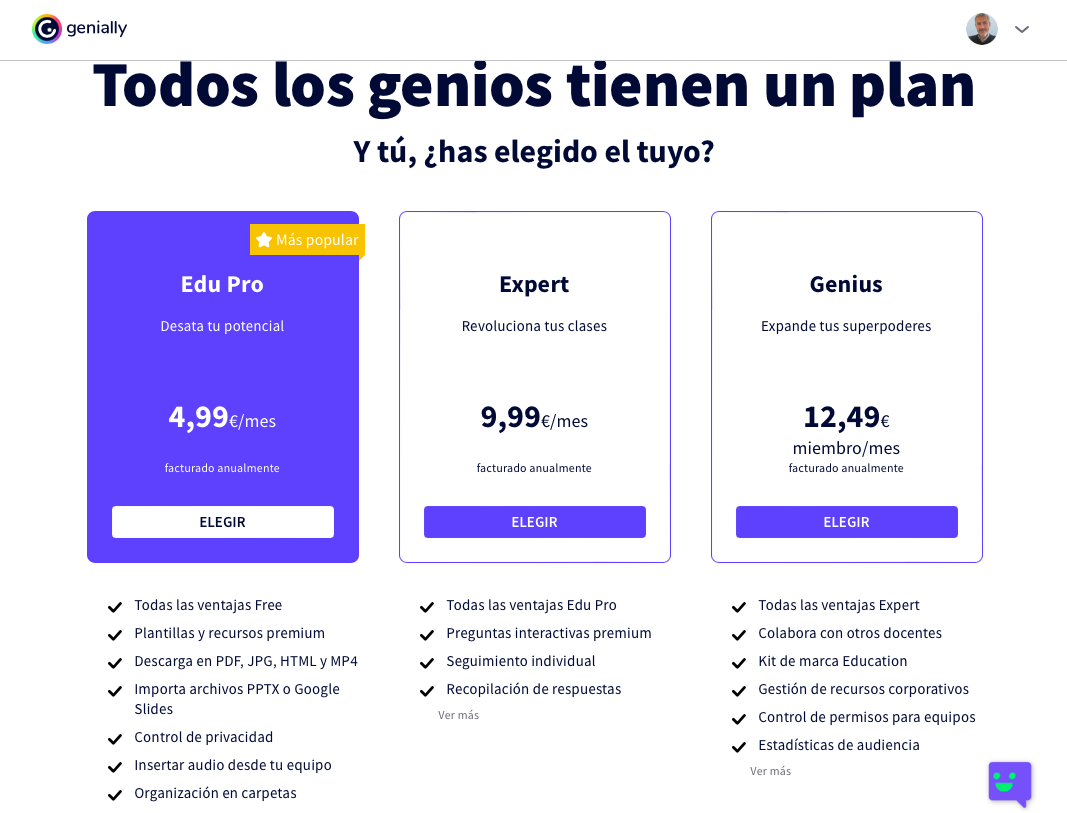 genially
Todos los genios tienen un plan
Y tú, ¿has elegido el tuyo?
Más popular
Edu Pro
Desata tu potencial
4,99€/mes
facturado anualmente
ELEGIR
Todas las ventajas Free
Plantillas y recursos premium
Descarga en PDF, JPG, HTML y MP4
Importa archivos PPTX o Google
Slides
Control de privacidad
Insertar audio desde tu equipo
Organización en carpetas
Expert
Revoluciona tus clases
9,99€/mes
facturado anualmente
ELEGIR
Todas las ventajas Edu Pro
Preguntas interactivas premium
Seguimiento individual
Recopilación de respuestas
Ver más
Genius
Expande tus superpoderes
12,49€
miembro/mes
facturado anualmente
ELEGIR
Todas las ventajas Expert
Colabora con otros docentes
Kit de marca Education
Gestión de recursos corporativos
Control de permisos para equipos
Estadísticas de audiencia
Ver más